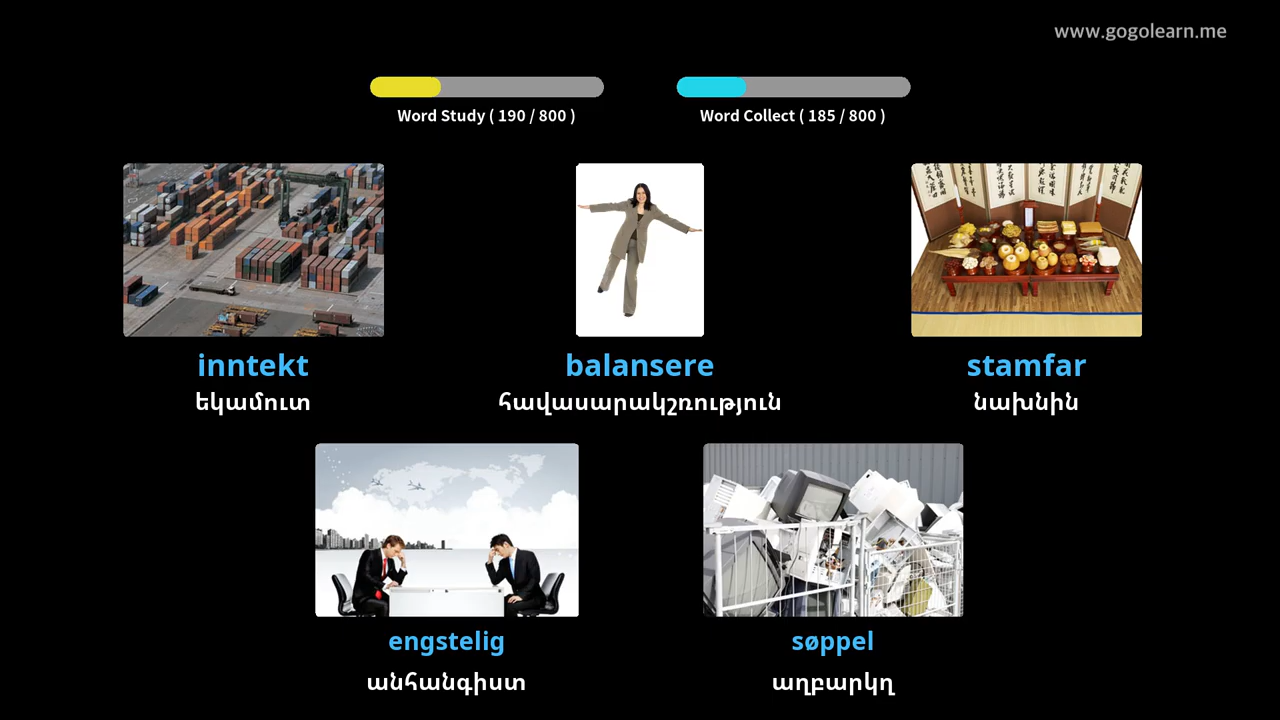 www.gogolearn.me
Word Study ( 190 / 800 )
Word Collect ( 185 / 800 )
inntekt
եկամուտ
balansere
հավասարակշռություն
stamfar
նախնին
engstelig
անհանգիստ
søppel
աղբարկղ